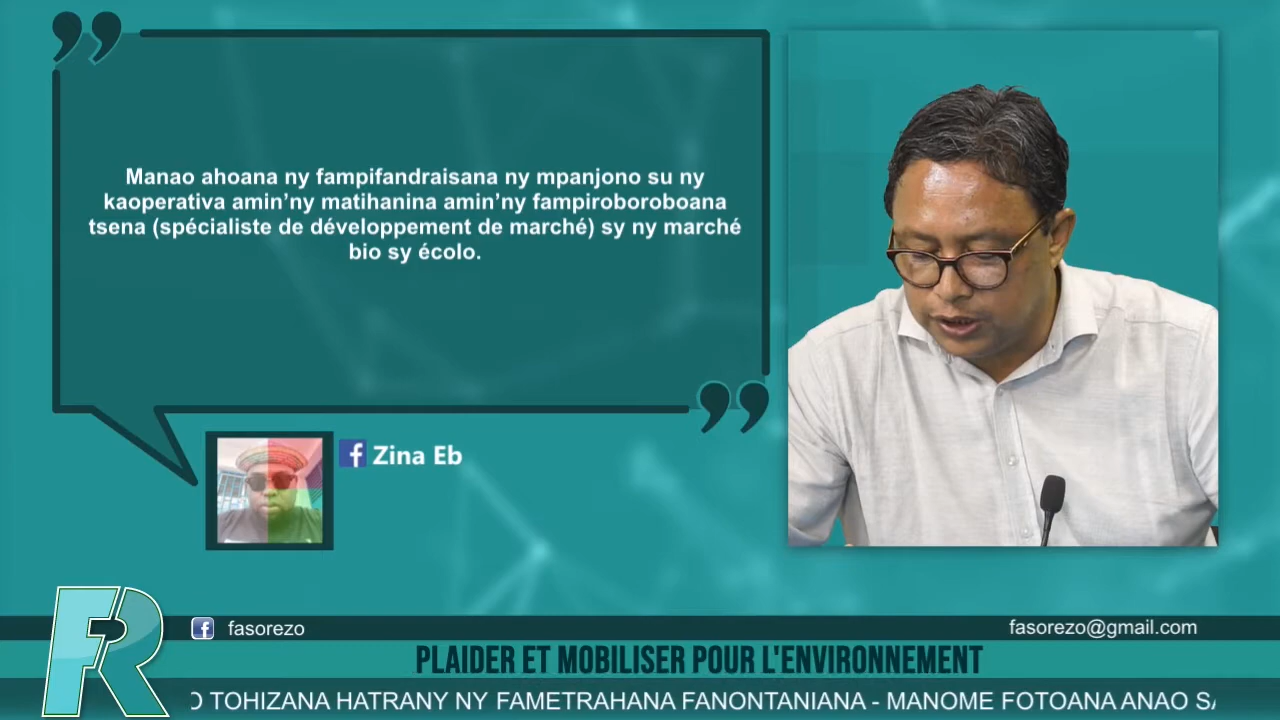 Manao ahoana ny fampifandraisana ny mpanjono su ny
kaoperativa amin’ny matihanina amin’ny fampiroboroboana
tsena (spécialiste de développement de marché) sy ny marché
bio sy écolo.
Zina Eb
FR
fasorezo
fasorezo@gmail.com
PLAIDER ET MOBILISER POUR L'ENVIRONNEMENT
TOHIZANA HATRANY NY FAMETRAHANA FANONTANIANA - MANOME FOTOANA ANAO